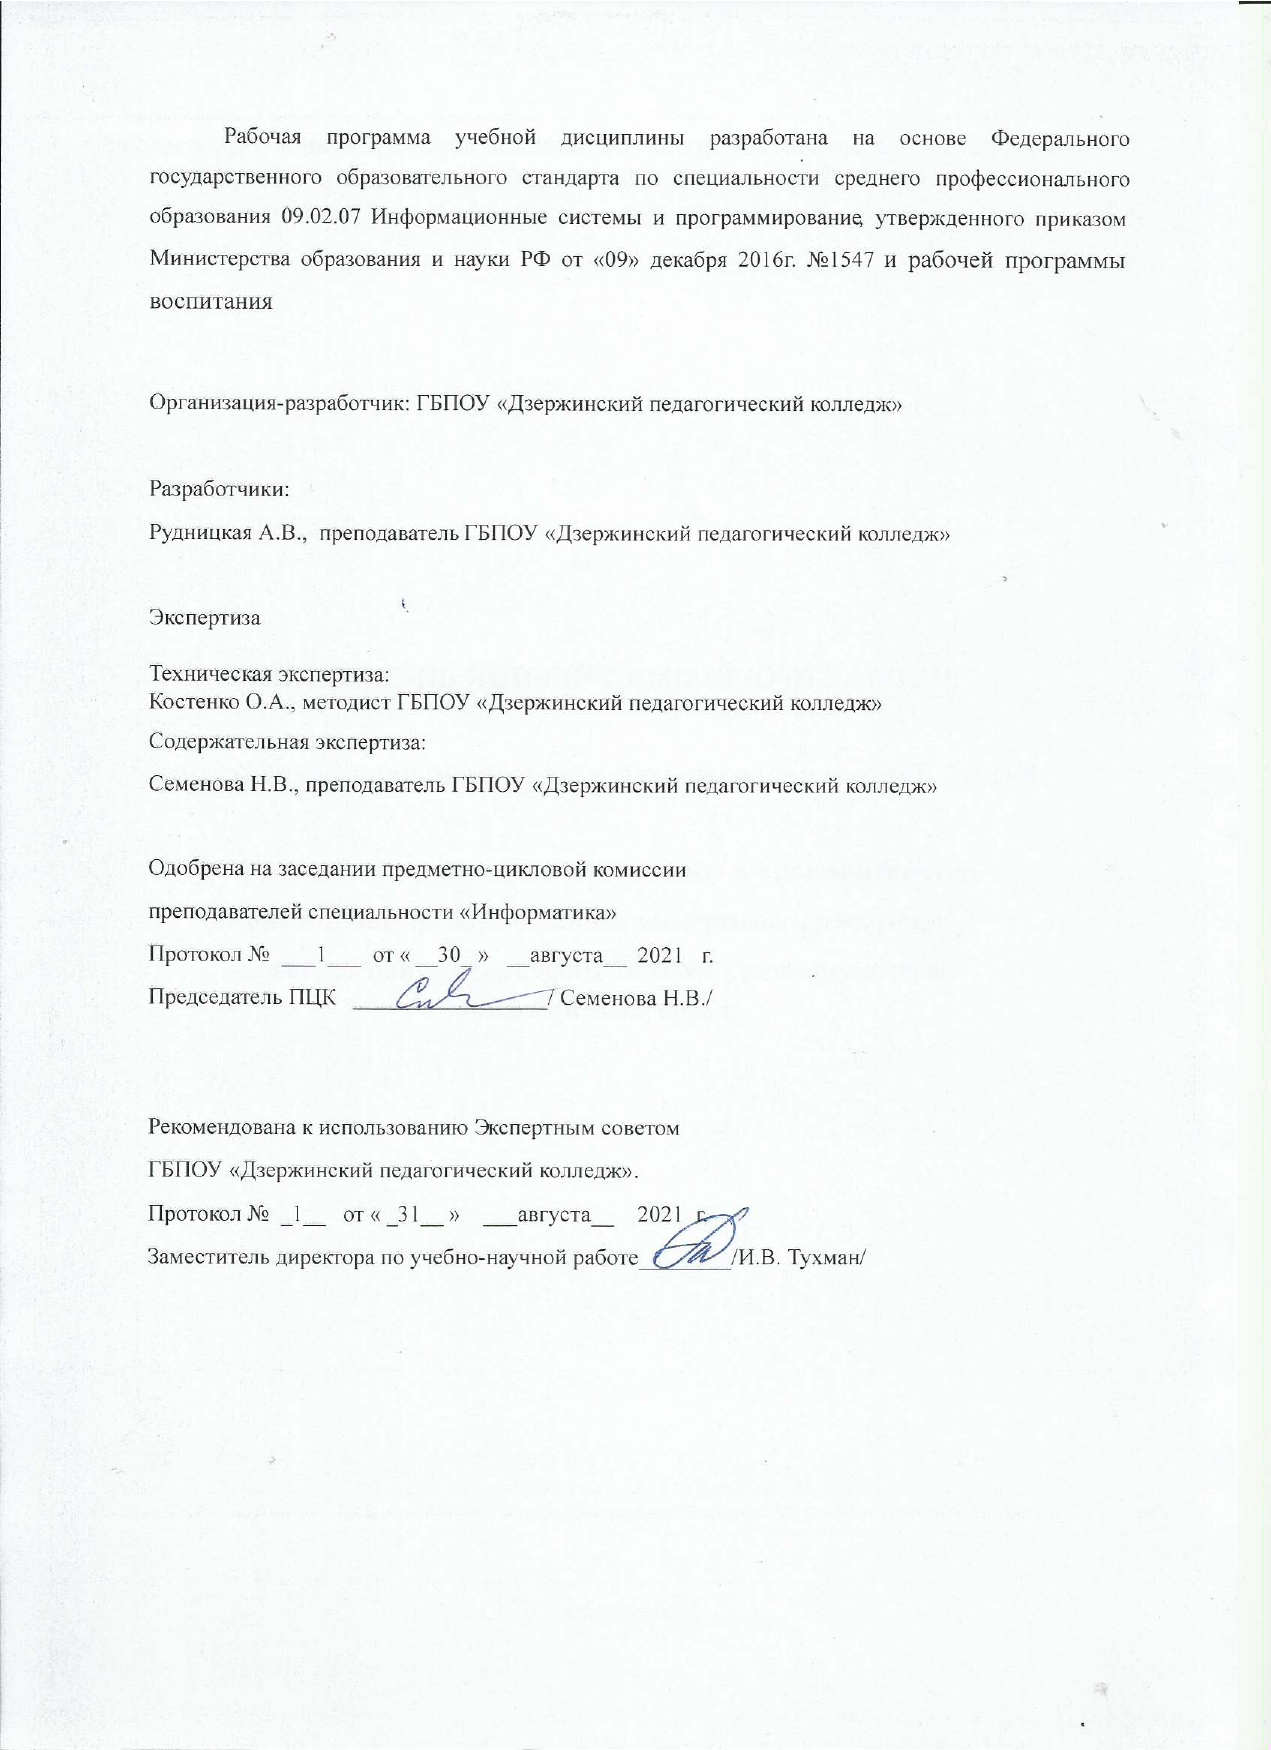 Рабочая программа учебной дисциплины разработана на основе Федерального
государственного образовательного стандарта по специальности среднего профессионального
образования 09.02.07 Информационные системы и программирование, утвержденного приказом
Министерства образования и науки РФ от «09» декабря 2016г. №1547 и рабочей программы
воспитания
Организация-разработчик: ГБПОУ «Дзержинский педагогический колледж»
Разработчики:
Рудницкая А.В., преподаватель ГБПОУ «Дзержинский педагогический колледж»
Экспертиза
Техническая экспертиза:
Костенко О.А., методист ГБПОУ «Дзержинский педагогический колледж»
Содержательная экспертиза:
Семенова Н.В., преподаватель ГБПОУ «Дзержинский педагогический колледж»
Одобрена на заседании предметно-цикловой комиссии
преподавателей специальности «Информатика»
Протокол № ___1___ от « __30_ » __августа__ 2021 г.
Председатель ПЦК _________________/ Семенова Н.В./
Рекомендована к использованию Экспертным советом
ГБПОУ «Дзержинский педагогический колледж».
Протокол № _1__ от « _31__ » ___августа__ 2021 г.
Заместитель директора по учебно-научной работе________/И.В. Тухман/